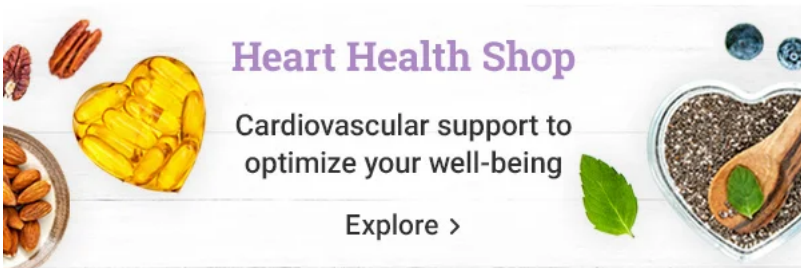 Heart Health Shop
Cardiovascular support to
optimize your well-being
Explore >